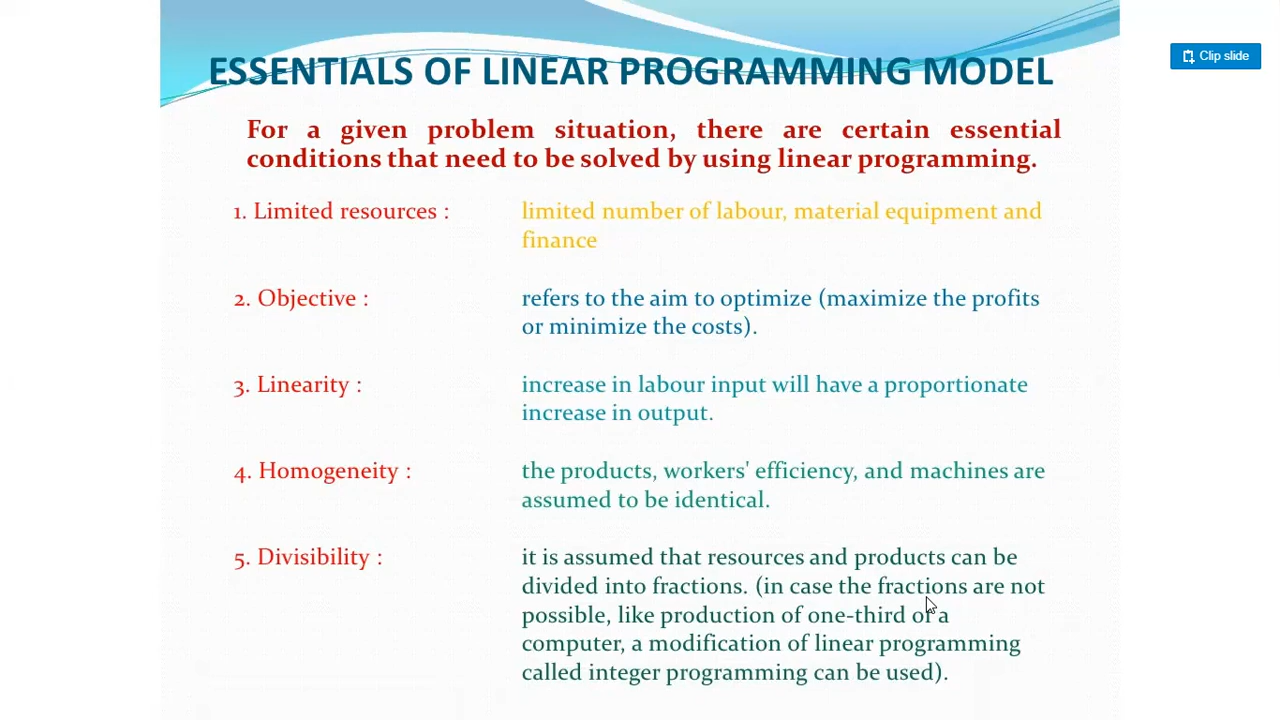 ESSENTIALS OF LINEAR PROGRAMMING MODEL
Clip slide
For a given problem situation, there are certain essential
conditions that need to be solved by using linear programming.
1. Limited resources : limited number of labour, material equipment and
finance
2. Objective : refers to the aim to optimize (maximize the profits
or minimize the costs).
3. Linearity : increase in labour input will have a proportionate
increase in output.
4. Homogeneity : the products, workers' efficiency, and machines are
assumed to be identical.
5. Divisibility : it is assumed that resources and products can be
divided into fractions. (in case the fractions are not
possible, like production of one-third of a
computer, a modification of linear programming
called integer programming can be used).